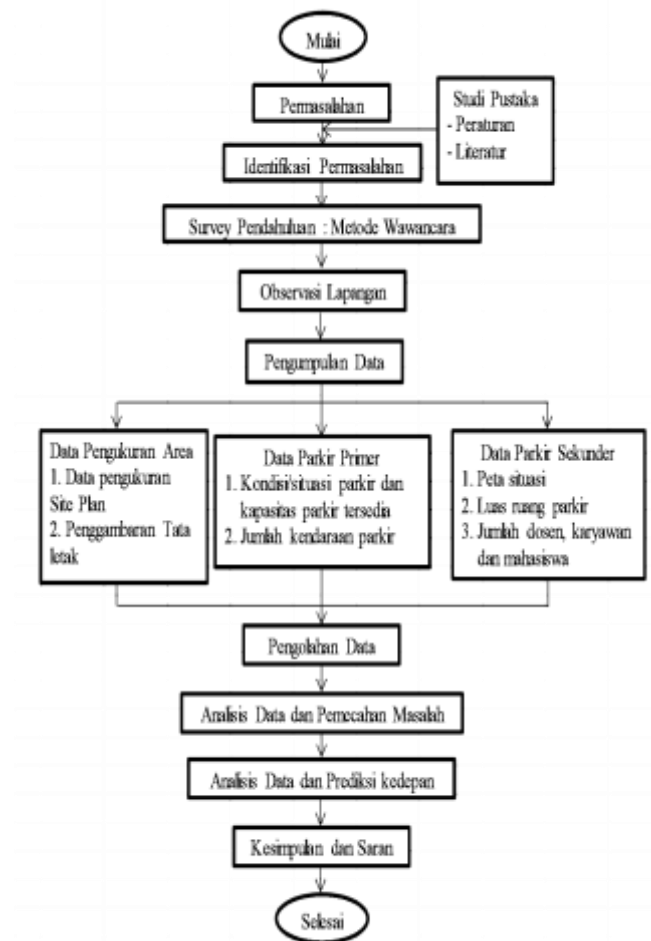 Mulai
Permasalahan
Studi Pustaka
- Peraturan
- Literatur
Identifikasi Permasalahan
Survey Pendahuluan : Metode Wawancara
Observasi Lapangan
Pengumpulan Data
Data Pengukuran Area
1. Data pengukuran
Site Plan
2. Penggambaran Tata
letak
Data Parkir Primer
1. Kondisi/situasi parkir dan
kapasitas parkir tersedia
2. Jumlah kendaraan parkir
Data Parkir Sekunder
1. Peta situasi
2. Luas ruang parkir
3. Jumlah dosen, karyawan
dan mahasiswa
Pengolahan Data
Analisis Data dan Pemecahan Masalah
Analisis Data dan Prediksi kedepan
Kesimpulan dan Saran
Selesai